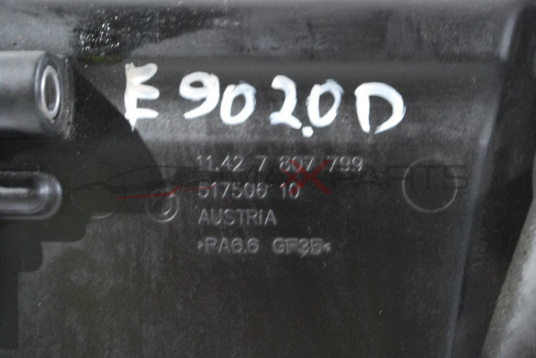 E90 2.0D
11.42 7 807 799
517506 10
AUSTRIA
>PA6.6 GF35<